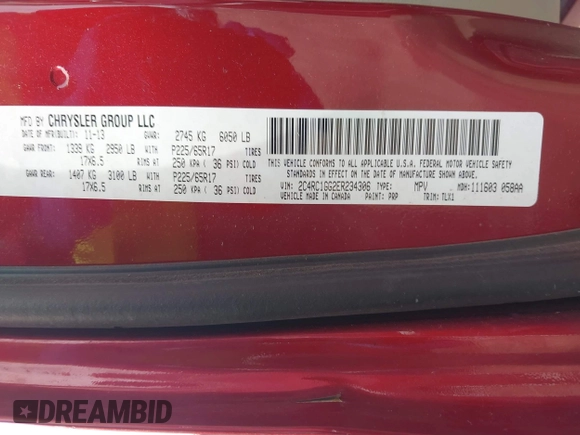 MFD BY CHRYSLER GROUP LLC
DATE OF MFR(BUILT): 11-13 GVWR: 2745 KG 6050 LB
GAWR FRONT: 1339 KG 2950 LB WITH P225/65R17 TIRES
17X6.5 RIMS AT 250 KPA ( 36 PSI) COLD
GAWR REAR: 1407 KG 3100 LB WITH P225/65R17 TIRES
17X6.5 RIMS AT 250 KPA ( 36 PSI) COLD
THIS VEHICLE CONFORMS TO ALL APPLICABLE U.S.A. FEDERAL MOTOR VEHICLE SAFETY
STANDARDS IN EFFECT ON THE DATE OF MANUFACTURE SHOWN ABOVE.
VIN: 2C4RC1GG2ER234306 TYPE: MPV MDH: 111603 058AA
VEHICLE MADE IN CANADA PAINT: PRP TRIM: TLX1
DREAMBID